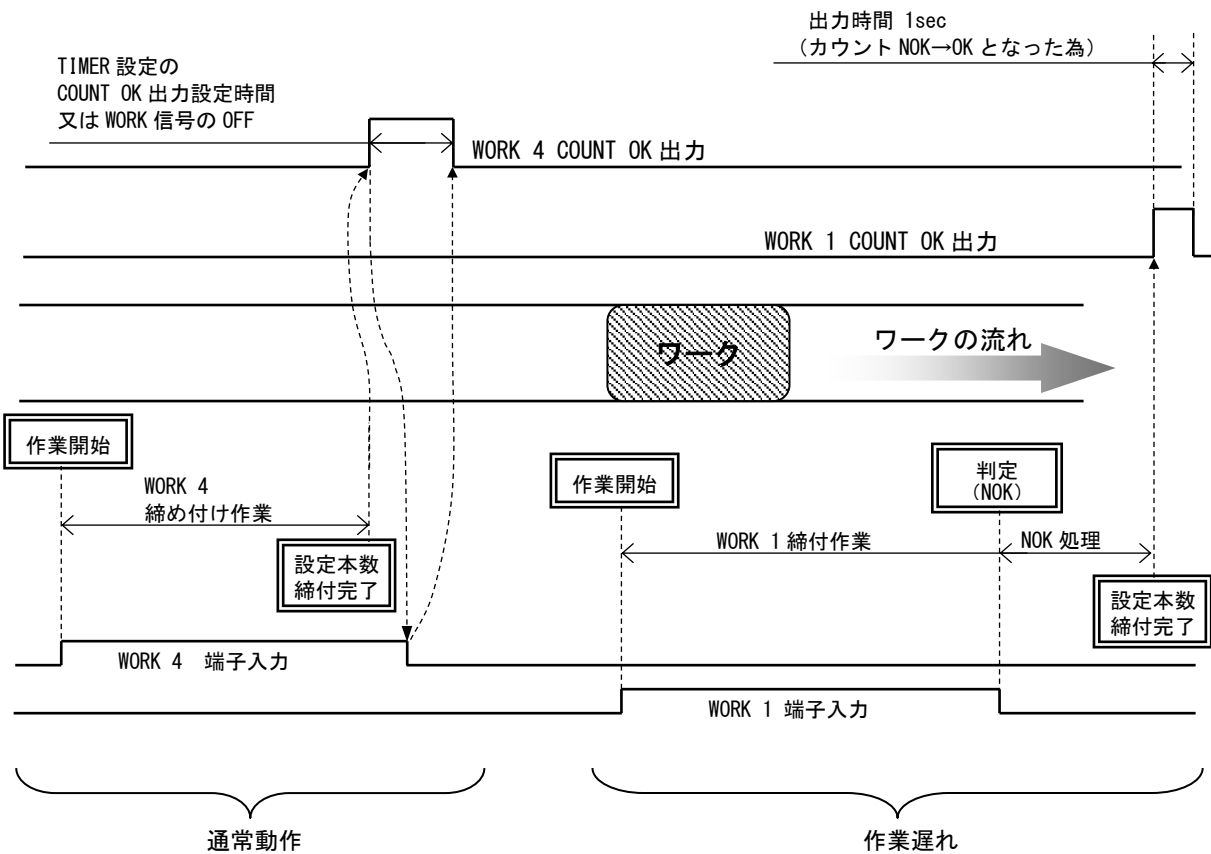 出力時間 1sec
（カウント NOK→OK となった為）
TIMER 設定の
COUNT OK 出力設定時間
又は WORK 信号の OFF
WORK 4 COUNT OK 出力
WORK 1 COUNT OK 出力
ワーク
ワークの流れ
作業開始
WORK 4
締め付け作業
設定本数
締付完了
作業開始
判定
（NOK）
WORK 1 締付作業
NOK 処理
設定本数
締付完了
WORK 4 端子入力
WORK 1 端子入力
通常動作
作業遅れ